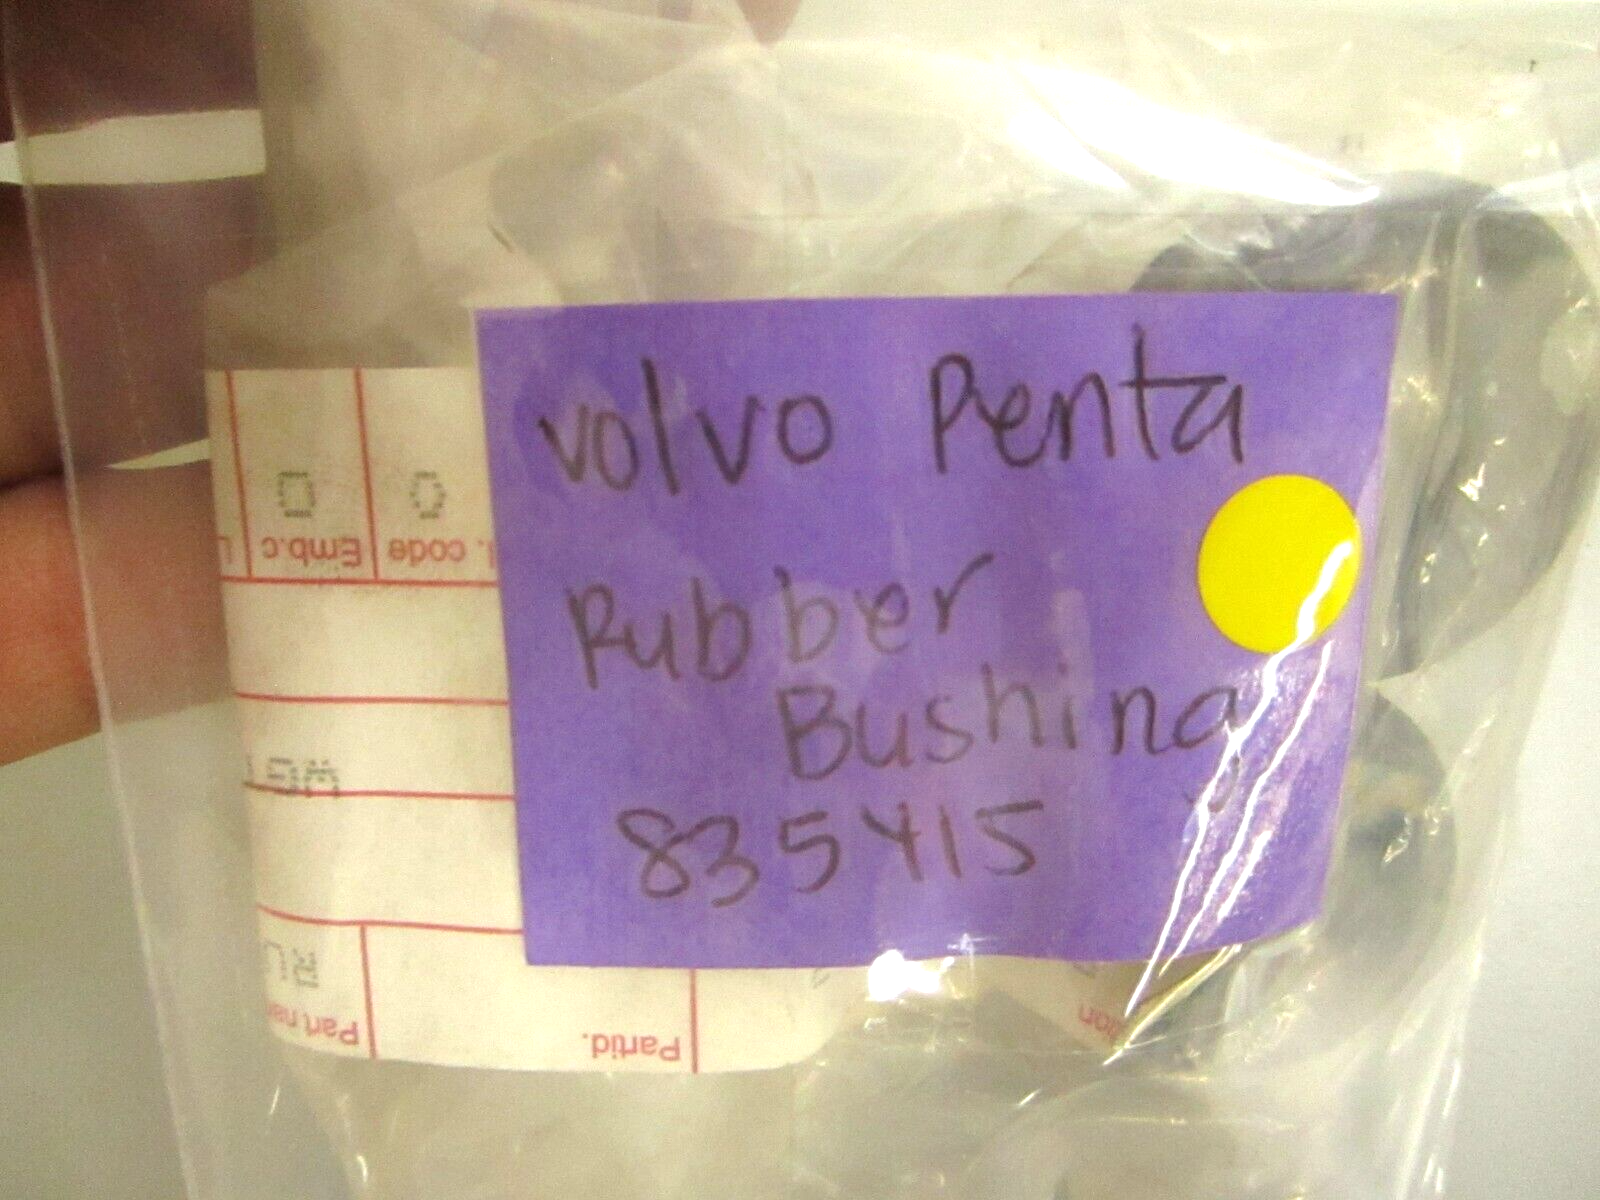 Volvo Penta
Rubber
Bushing
835415
O
O
Emb.c
code
Partid.